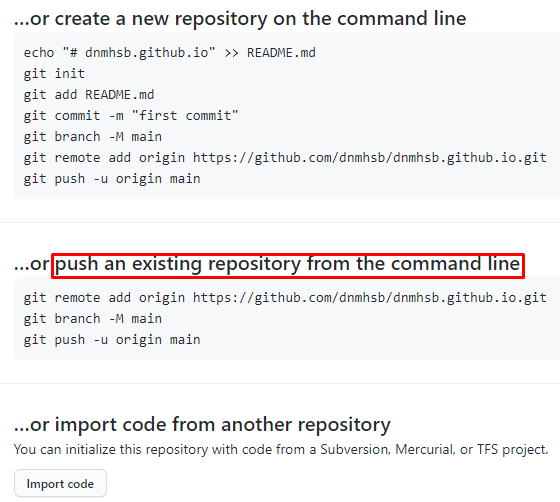 …or create a new repository on the command line
echo "# dnmhsb.github.io" >> README.md
git init
git add README.md
git commit -m "first commit"
git branch -M main
git remote add origin https://github.com/dnmhsb/dnmhsb.github.io.git
git push -u origin main
…or push an existing repository from the command line
git remote add origin https://github.com/dnmhsb/dnmhsb.github.io.git
git branch -M main
git push -u origin main
…or import code from another repository
You can initialize this repository with code from a Subversion, Mercurial, or TFS project.
Import code